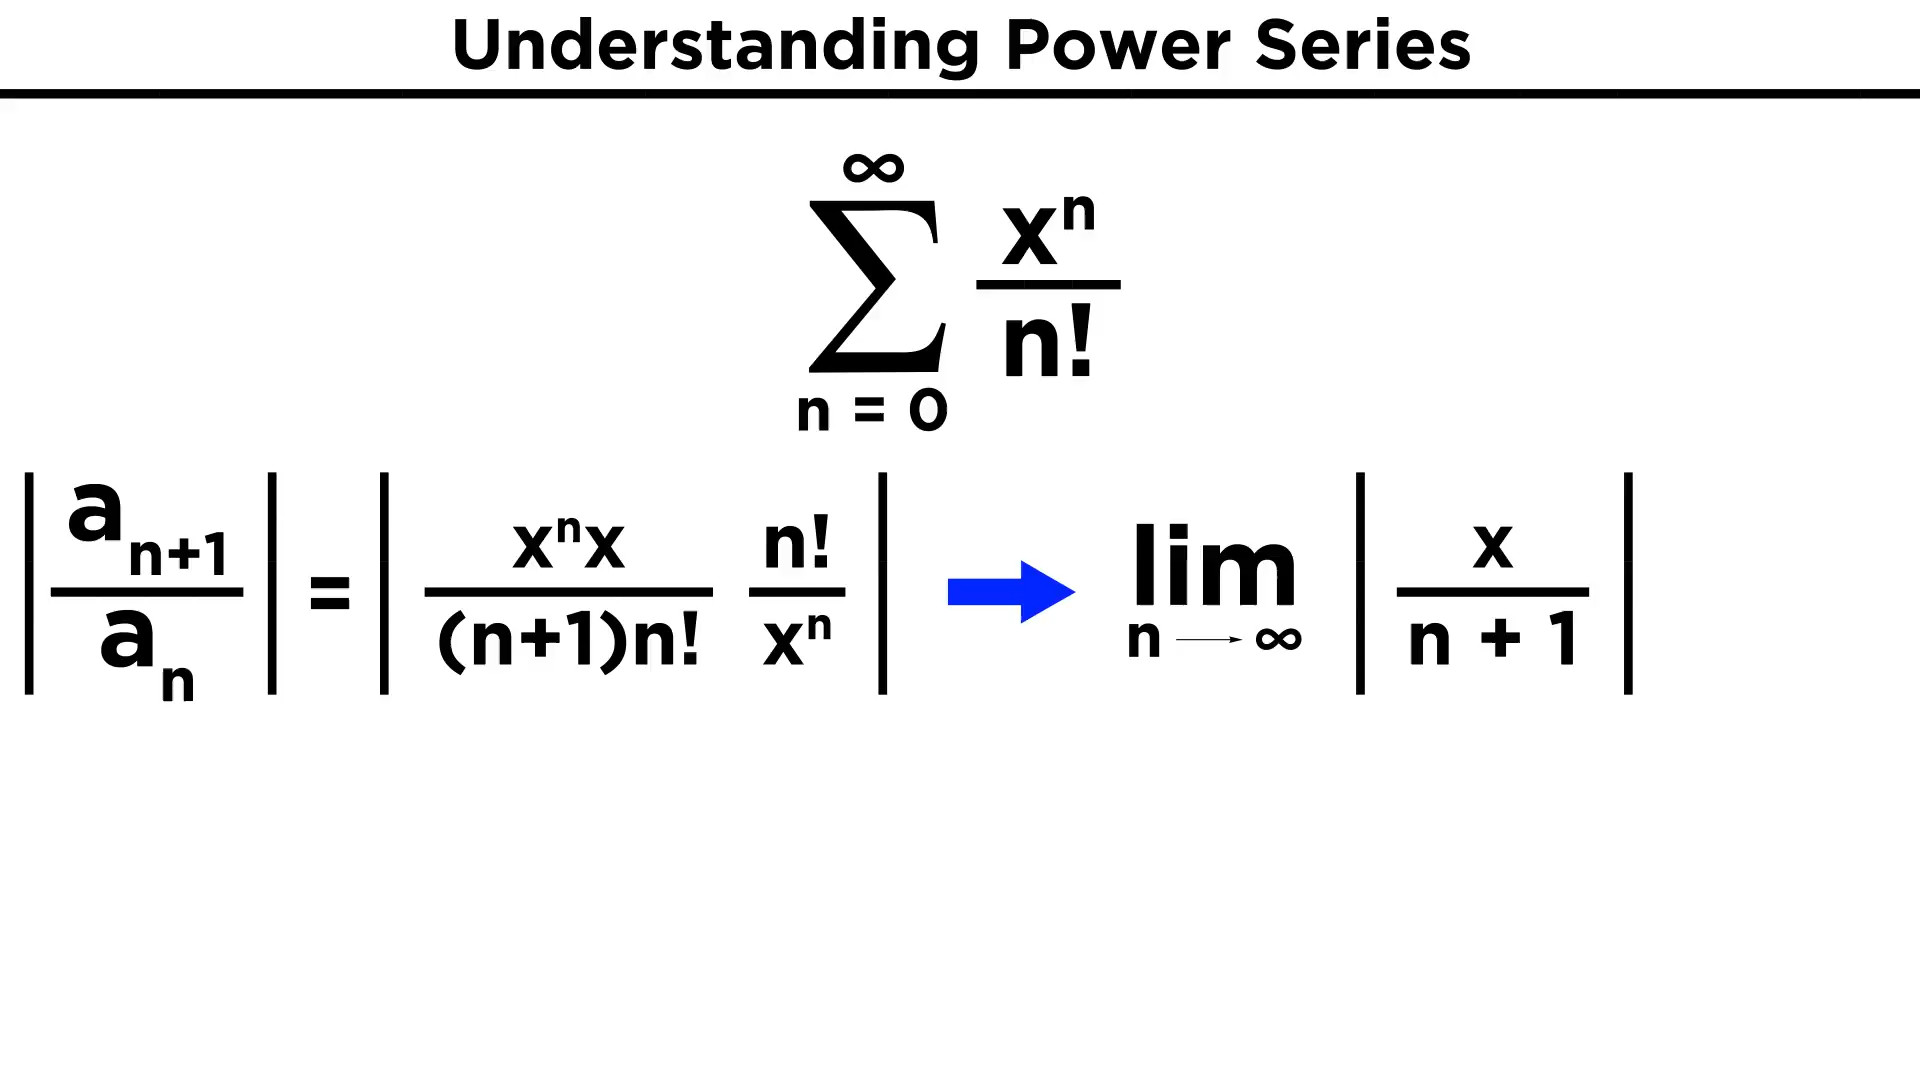 Understanding Power Series
∞
∑ xⁿ/n!
n = 0
|aₙ₊₁/aₙ| = |xⁿx/(n+1)n! n!/xⁿ| ➡ lim n⟶∞ |x/n + 1|